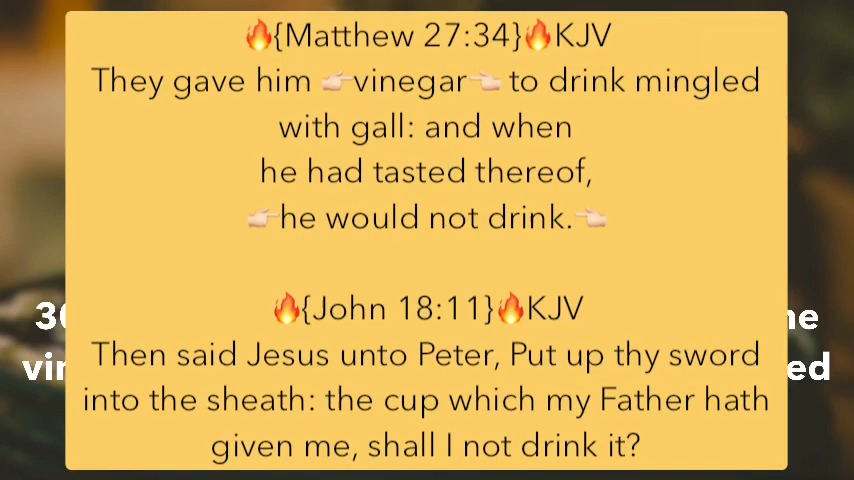 🔥{Matthew 27:34}🔥KJV
They gave him 👉vinegar👈 to drink mingled
with gall: and when
he had tasted thereof,
👉he would not drink.👈
🔥{John 18:11}🔥KJV
Then said Jesus unto Peter, Put up thy sword
into the sheath: the cup which my Father hath
given me, shall I not drink it?